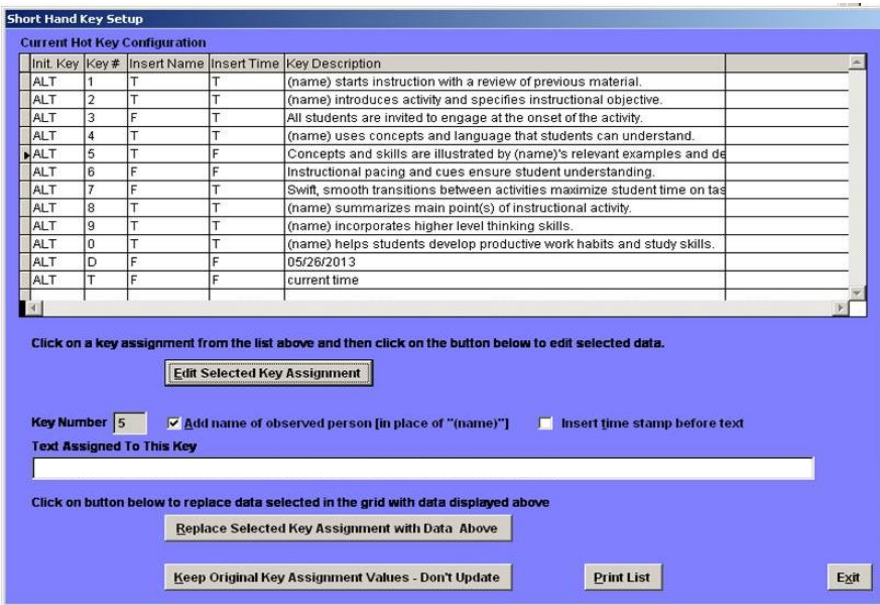 Short Hand Key Setup
Current Hot Key Configuration
Init. Key Key # Insert Name Insert Time Key Description
ALT 1 T T (name) starts instruction with a review of previous material.
ALT 2 T T (name) introduces activity and specifies instructional objective.
ALT 3 F T All students are invited to engage at the onset of the activity.
ALT 4 T T (name) uses concepts and language that students can understand.
ALT 5 T F Concepts and skills are illustrated by (name)'s relevant examples and de
ALT 6 F F Instructional pacing and cues ensure student understanding.
ALT 7 F F Swift, smooth transitions between activities maximize student time on tas
ALT 8 T T (name) summarizes main point(s) of instructional activity.
ALT 9 T T (name) incorporates higher level thinking skills.
ALT 0 T T (name) helps students develop productive work habits and study skills.
ALT D F F 05/26/2013
ALT T F F current time
Click on a key assignment from the list above and then click on the button below to edit selected data.
Edit Selected Key Assignment
Key Number 5 Add name of observed person [in place of "(name)"] Insert time stamp before text
Text Assigned To This Key
Click on button below to replace data selected in the grid with data displayed above
Replace Selected Key Assignment with Data Above
Keep Original Key Assignment Values - Don't Update Print List Exit